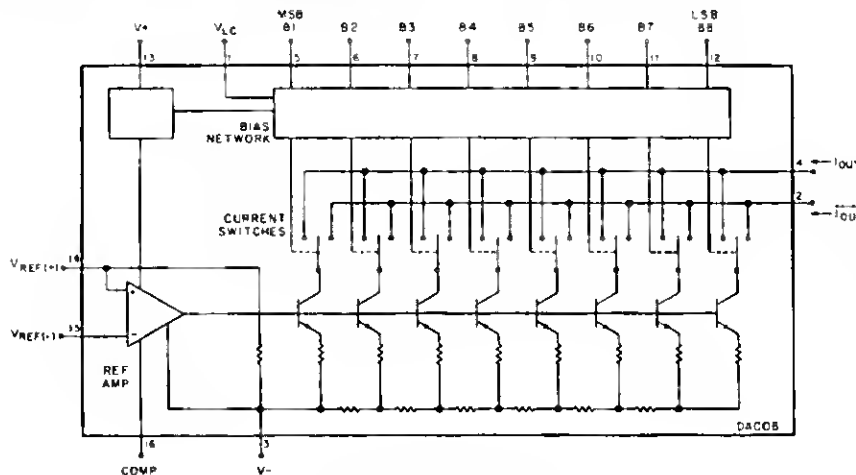 MSB LSB
V+ VLC B1 B2 B3 B4 B5 B6 B7 B8
13 1 5 6 7 8 9 10 11 12
BIAS
NETWORK
4 IOUT
2 IOUT
CURRENT
SWITCHES
14
VREF(+)
15
VREF(-)
REF
AMP
DAC08
16 3
COMP V-